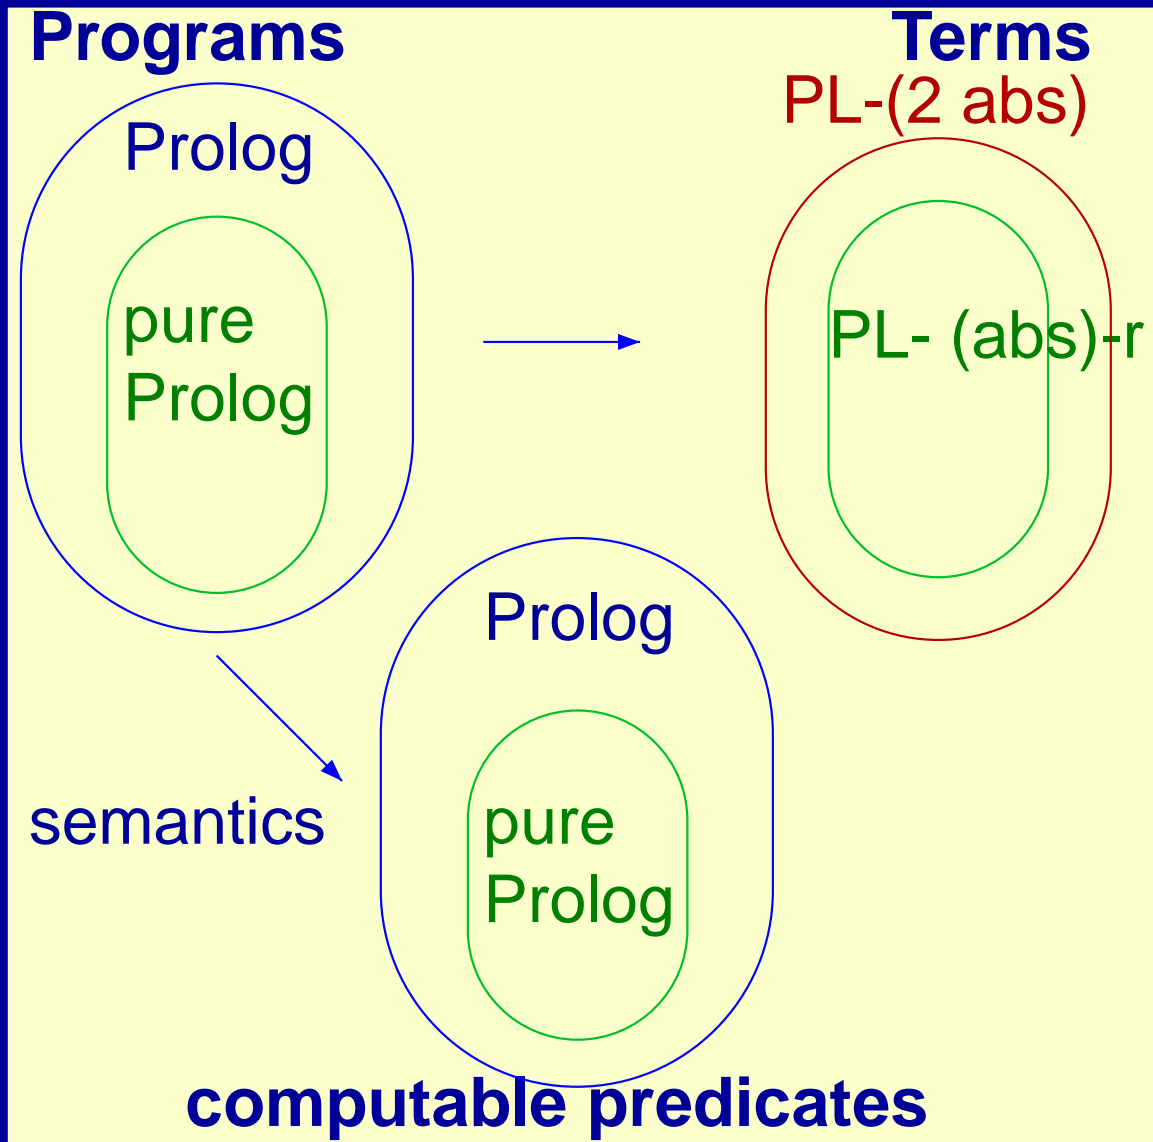 Programs
Terms
PL-(2 abs)
Prolog
pure
Prolog
PL- (abs)-r
Prolog
semantics
pure
Prolog
computable predicates